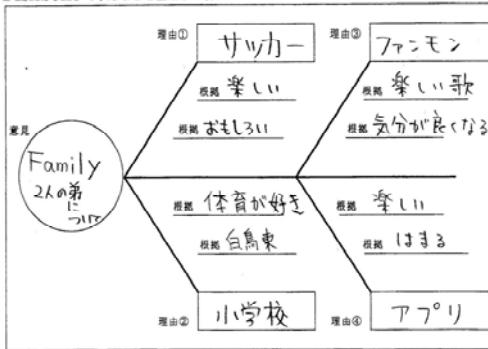 理由①
サッカー
根拠 楽しい
根拠 おもしろい
理由③
ファンモン
根拠 楽しい歌
根拠 気分が良くなる
意見
Family
2人の弟
に
ついて
根拠 体育が好き
根拠 白鳥東
理由②
小学校
根拠 楽しい
根拠 はまる
理由④
アプリ